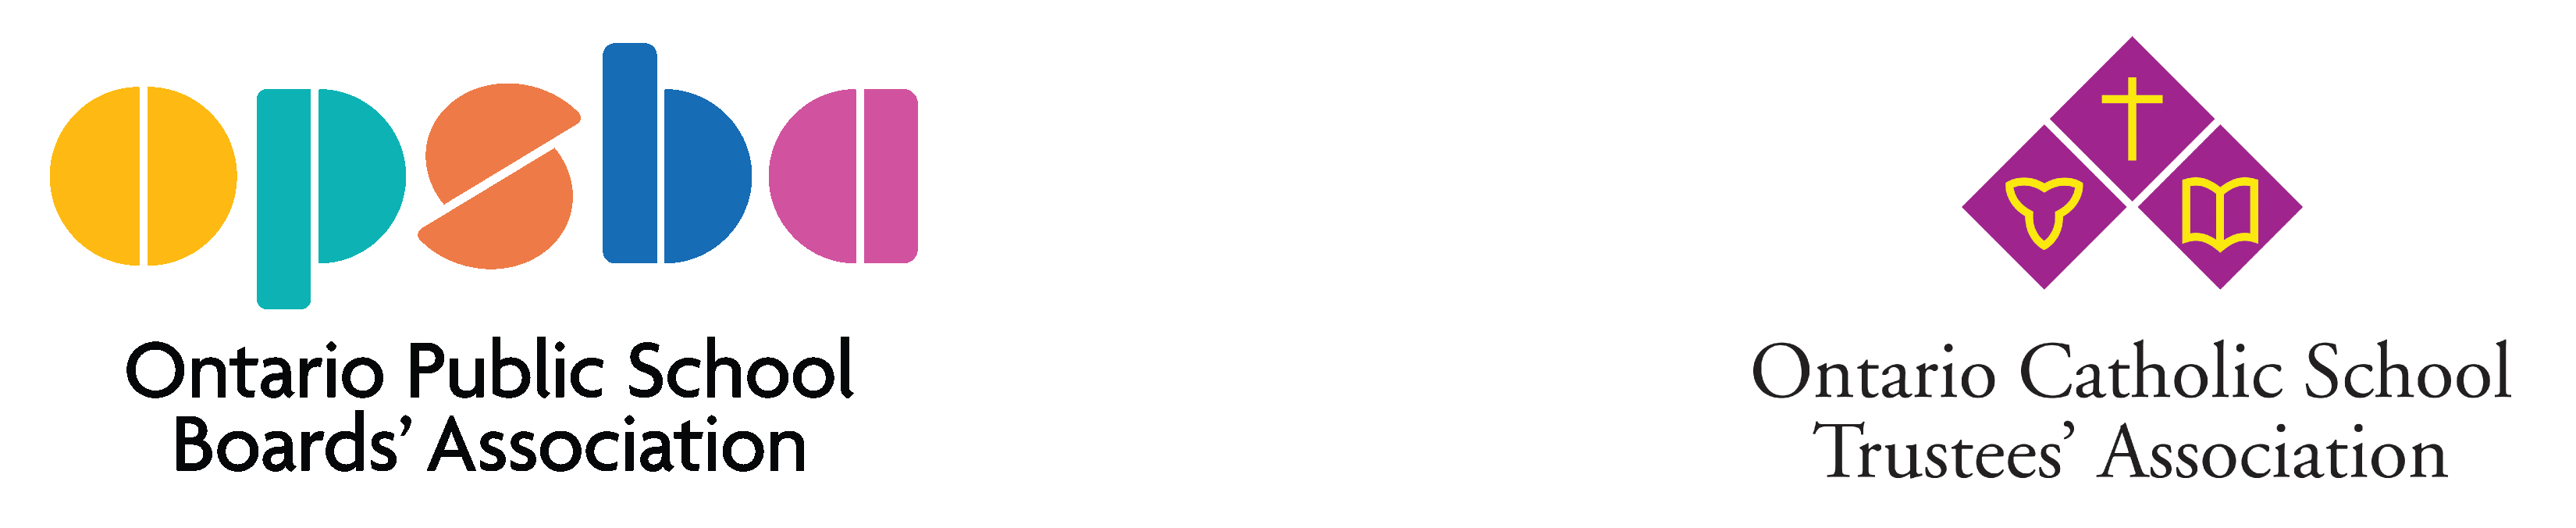 opsba
Ontario Public School
Boards’ Association
Ontario Catholic School
Trustees’ Association